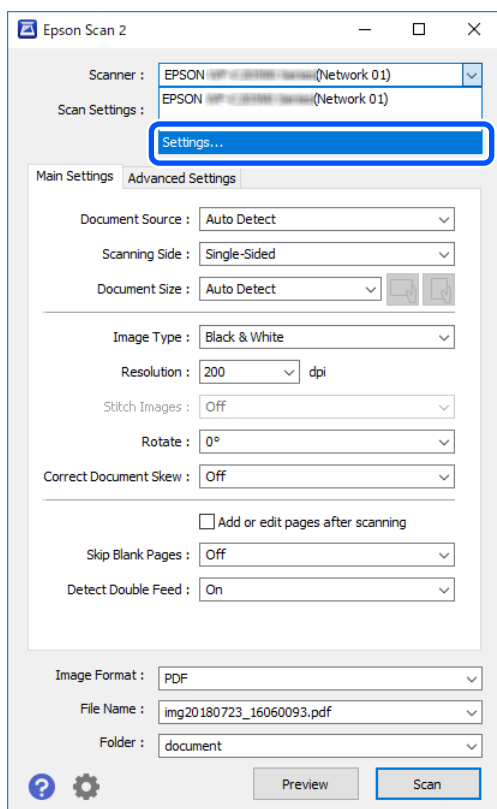 Epson Scan 2
Scanner : EPSON (Network 01)
EPSON (Network 01)
Scan Settings :
Settings...
Main Settings Advanced Settings
Document Source : Auto Detect
Scanning Side : Single-Sided
Document Size : Auto Detect
Image Type : Black & White
Resolution : 200 dpi
Stitch Images : Off
Rotate : 0°
Correct Document Skew : Off
Add or edit pages after scanning
Skip Blank Pages : Off
Detect Double Feed : On
Image Format : PDF
File Name : img20180723_16060093.pdf
Folder : document
? Preview Scan